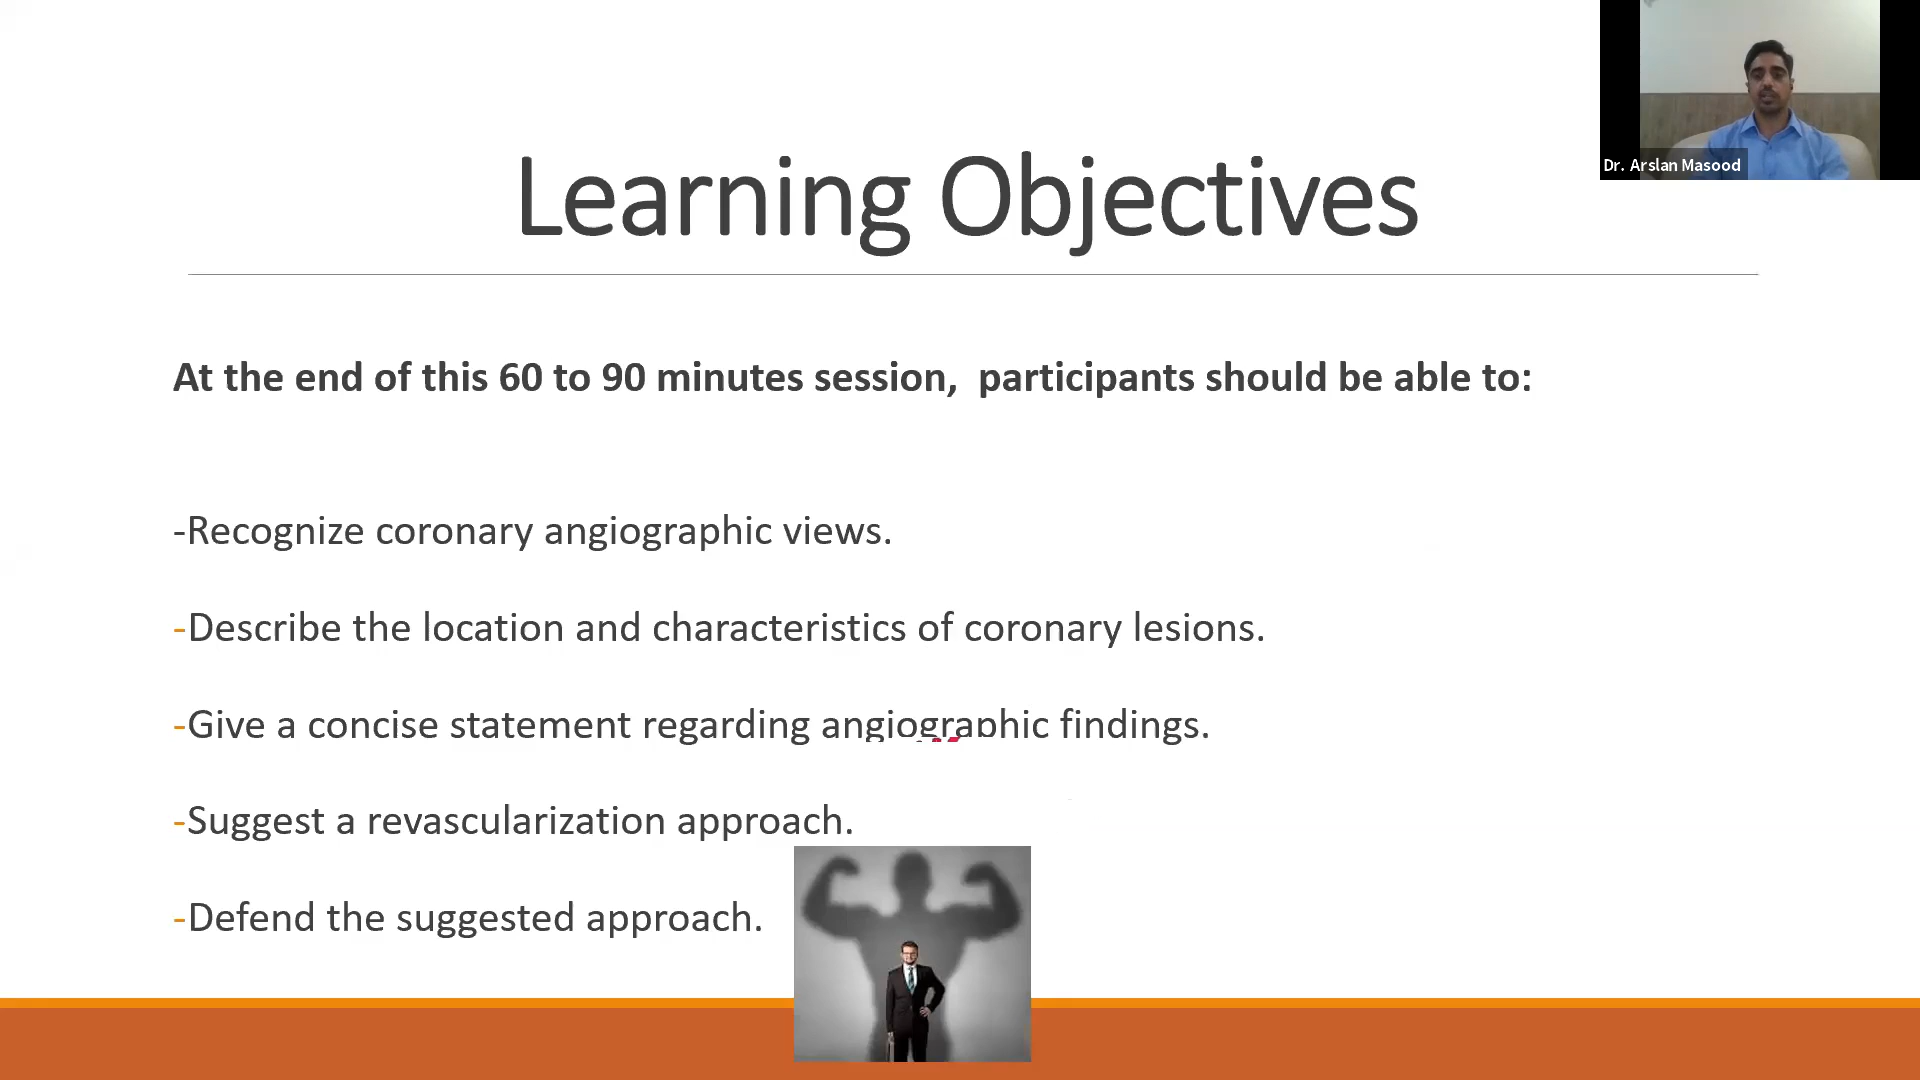 Dr. Arslan Masood
Learning Objectives
At the end of this 60 to 90 minutes session,  participants should be able to:
-Recognize coronary angiographic views.
-Describe the location and characteristics of coronary lesions.
-Give a concise statement regarding angiographic findings.
-Suggest a revascularization approach.
-Defend the suggested approach.